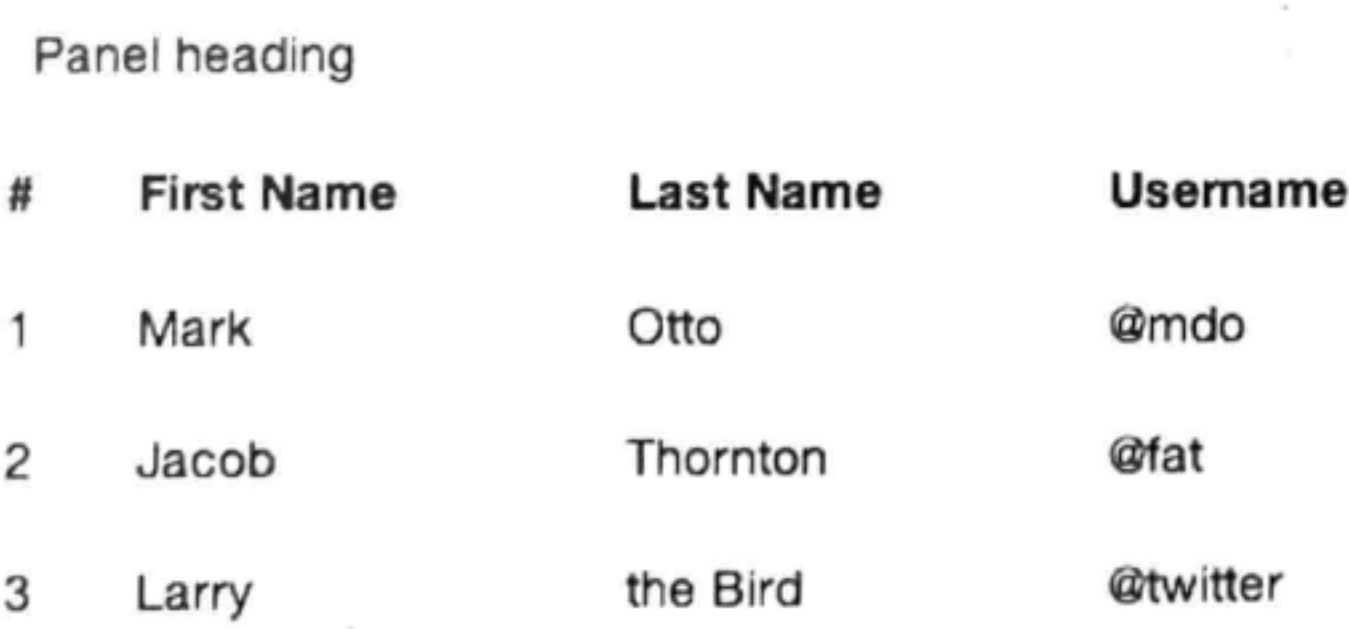 Panel heading
# First Name Last Name Username
1 Mark Otto @mdo
2 Jacob Thornton @fat
3 Larry the Bird @twitter